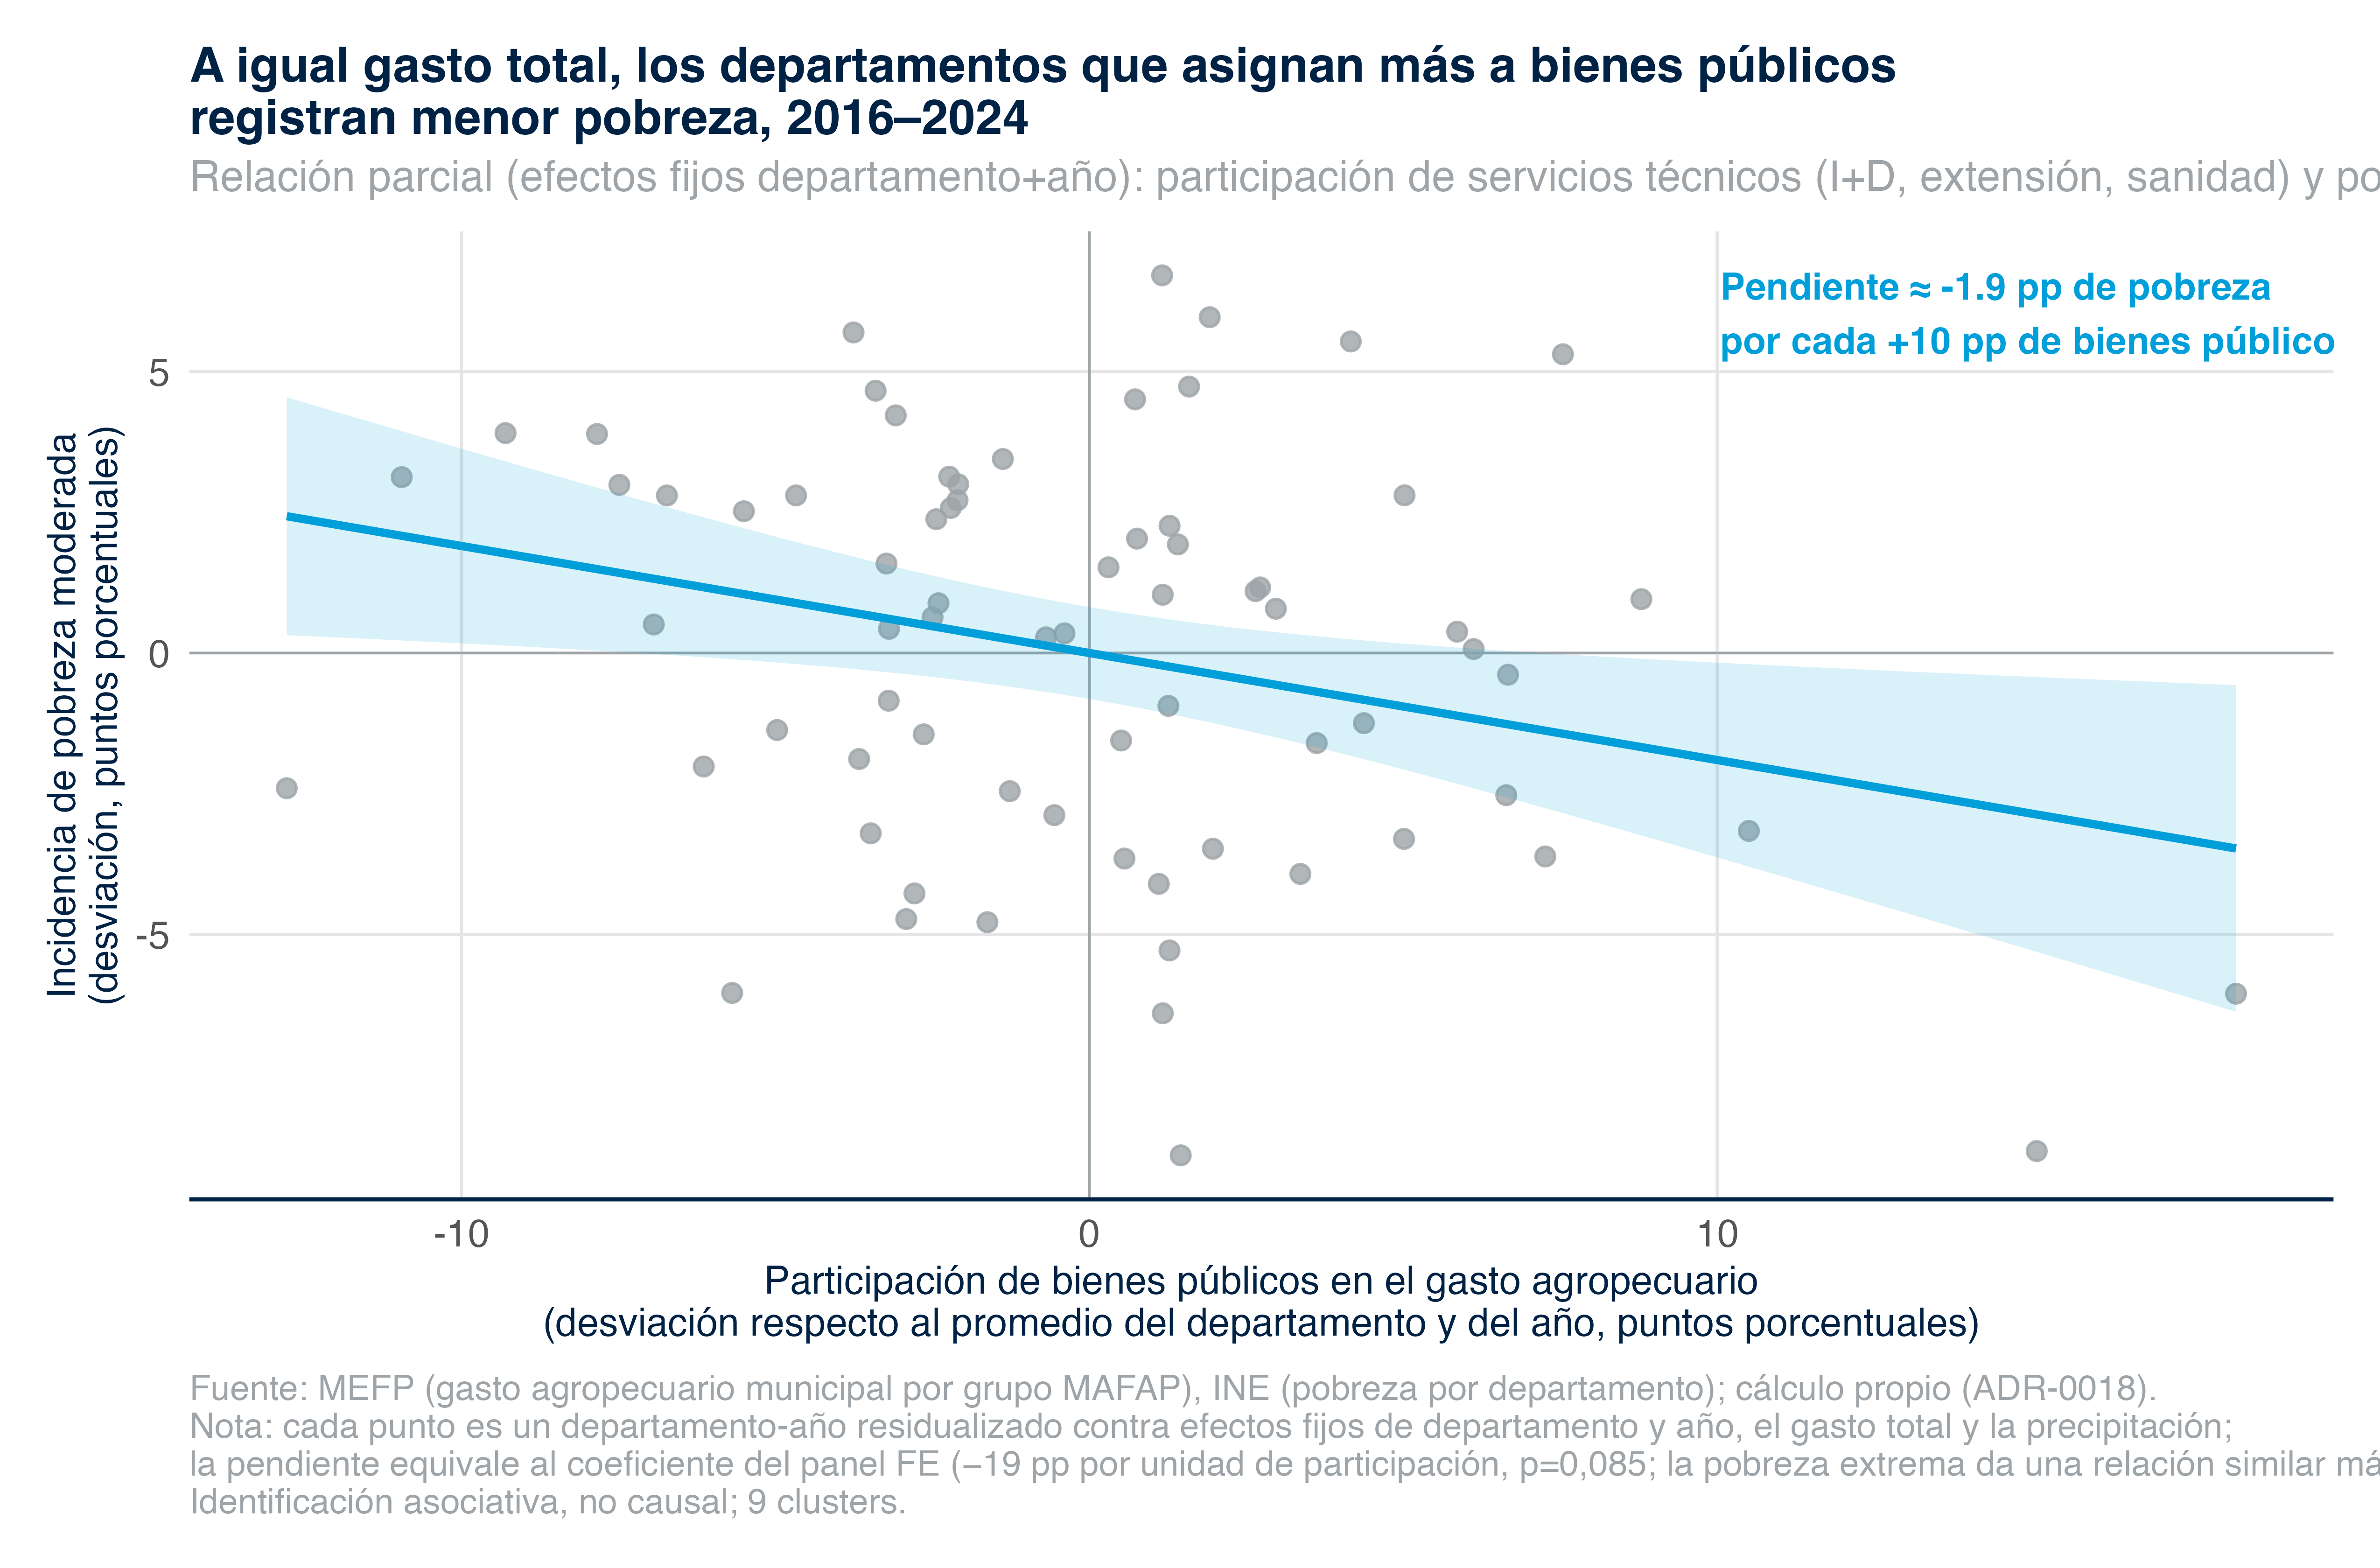 A igual gasto total, los departamentos que asignan más a bienes públicos
registran menor pobreza, 2016–2024
Relación parcial (efectos fijos departamento+año): participación de servicios técnicos (I+D, extensión, sanidad) y po
Pendiente ≈ -1.9 pp de pobreza
por cada +10 pp de bienes público
5
0
-5
Incidencia de pobreza moderada
(desviación, puntos porcentuales)
-10
0
10
Participación de bienes públicos en el gasto agropecuario
(desviación respecto al promedio del departamento y del año, puntos porcentuales)
Fuente: MEFP (gasto agropecuario municipal por grupo MAFAP), INE (pobreza por departamento); cálculo propio (ADR-0018).
Nota: cada punto es un departamento-año residualizado contra efectos fijos de departamento y año, el gasto total y la precipitación;
la pendiente equivale al coeficiente del panel FE (−19 pp por unidad de participación, p=0,085; la pobreza extrema da una relación similar má
Identificación asociativa, no causal; 9 clusters.